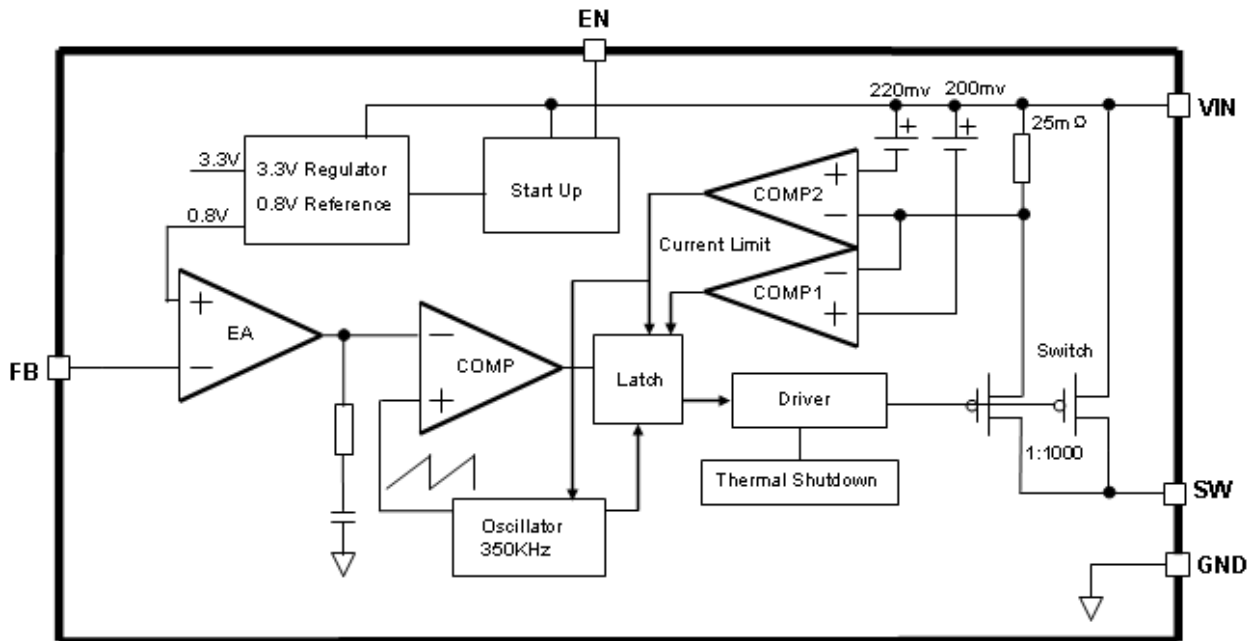 EN
220mv 200mv
VIN
25mΩ
3.3V
3.3V Regulator
0.8V Reference
Start Up
+
+
+
COMP2
−
0.8V
Current Limit
−
COMP1
+
+
EA
−
−
COMP
+
FB
Latch
Switch
Driver
1:1000
Thermal Shutdown
SW
Oscillator
350KHz
GND